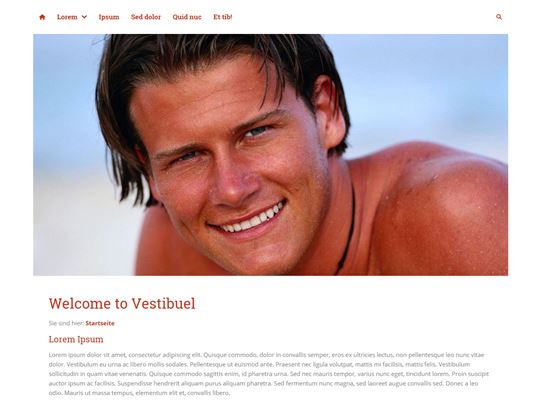 Lorem Ipsum Sed dolor Quid nuc Et tib!
Welcome to Vestibuel
Sie sind hier: Startseite
Lorem Ipsum
Lorem ipsum dolor sit amet, consectetur adipiscing elit. Quisque commodo, dolor in convallis semper, eros ex ultricies lectus, non pellentesque leo nunc vitae
dolor. Vestibulum eu urna ac libero mollis sodales. Pellentesque ut euismod ante. Praesent nec ligula volutpat, mattis mi facilisis, mattis felis. Vestibulum
sollicitudin in quam vitae venenatis. Quisque commodo sagittis enim, id pharetra urna. Sed nec mauris tempor, varius nunc eget, tincidunt lorem. Proin suscipit
auctor ipsum ac facilisis. Suspendisse hendrerit aliquam purus aliquam pharetra. Sed fermentum nunc magna, sed laoreet augue convallis sed. Donec a leo
odio. Mauris ut massa tempus, elementum elit et, convallis libero.